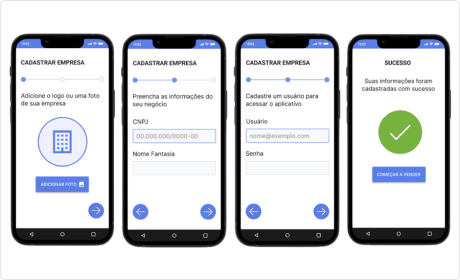 CADASTRAR EMPRESA
Adicione o logo ou uma foto
de sua empresa
ADICIONAR FOTO
CADASTRAR EMPRESA
Preencha as informações do
seu negócio
CNPJ
00.000.000/0000-00
Nome Fantasia
CADASTRAR EMPRESA
Cadastre um usuário para
acessar o aplicativo
Usuário
nome@exemplo.com
Senha
SUCESSO
Suas informações foram
cadastradas com sucesso
COMEÇAR A VENDER